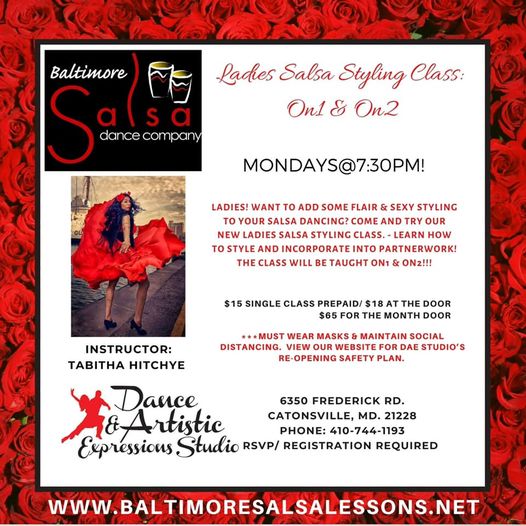 Baltimore
Salsa
dance company
Ladies Salsa Styling Class:
On1 & On2
MONDAYS@7:30PM!
LADIES! WANT TO ADD SOME FLAIR & SEXY STYLING
TO YOUR SALSA DANCING? COME AND TRY OUR
NEW LADIES SALSA STYLING CLASS. - LEARN HOW
TO STYLE AND INCORPORATE INTO PARTNERWORK!
THE CLASS WILL BE TAUGHT ON1 & ON2!!!
$15 SINGLE CLASS PREPAID/ $18 AT THE DOOR
$65 FOR THE MONTH DOOR
***MUST WEAR MASKS & MAINTAIN SOCIAL
DISTANCING. VIEW OUR WEBSITE FOR DAE STUDIO'S
RE-OPENING SAFETY PLAN.
INSTRUCTOR:
TABITHA HITCHYE
Dance
& Artistic
Expressions Studio
6350 FREDERICK RD.
CATONSVILLE, MD. 21228
PHONE: 410-744-1193
RSVP/ REGISTRATION REQUIRED
WWW.BALTIMORESALSALESSONS.NET